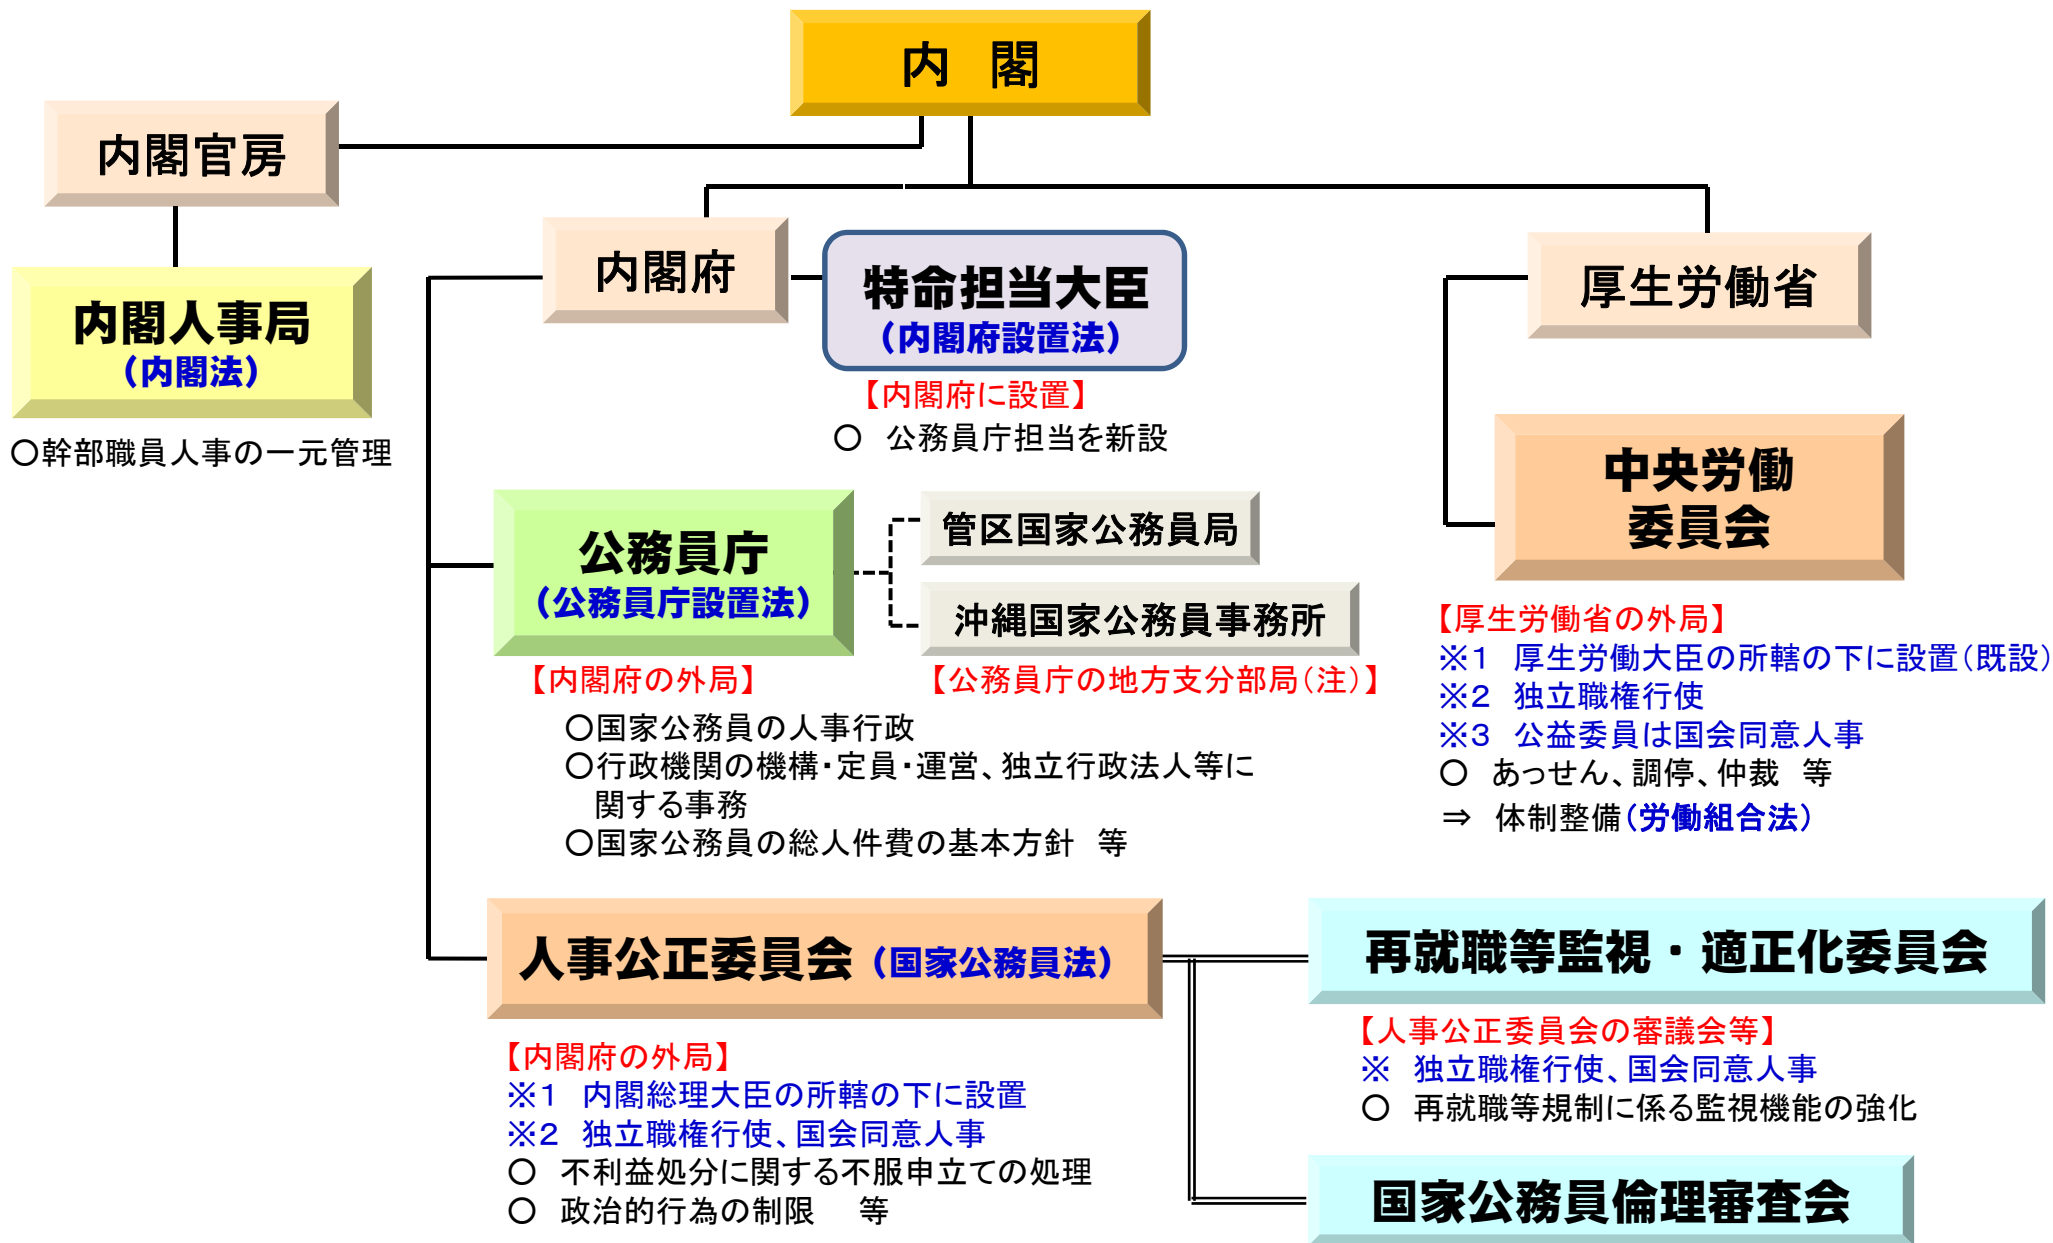 内　閣
内閣官房
内閣人事局
（内閣法）
○幹部職員人事の一元管理
内閣府
特命担当大臣
（内閣府設置法）
【内閣府に設置】
○　公務員庁担当を新設
公務員庁
（公務員庁設置法）
管区国家公務員局
沖縄国家公務員事務所
【内閣府の外局】
【公務員庁の地方支分部局（注）】
○国家公務員の人事行政
○行政機関の機構・定員・運営、独立行政法人等に
関する事務
○国家公務員の総人件費の基本方針　等
厚生労働省
中央労働
委員会
【厚生労働省の外局】
※１　厚生労働大臣の所轄の下に設置（既設）
※２　独立職権行使
※３　公益委員は国会同意人事
○　あっせん、調停、仲裁　等
⇒　体制整備（労働組合法）
人事公正委員会（国家公務員法）
【内閣府の外局】
※１　内閣総理大臣の所轄の下に設置
※２　独立職権行使、国会同意人事
○　不利益処分に関する不服申立ての処理
○　政治的行為の制限　等
再就職等監視・適正化委員会
【人事公正委員会の審議会等】
※　独立職権行使、国会同意人事
○　再就職等規制に係る監視機能の強化
国家公務員倫理審査会